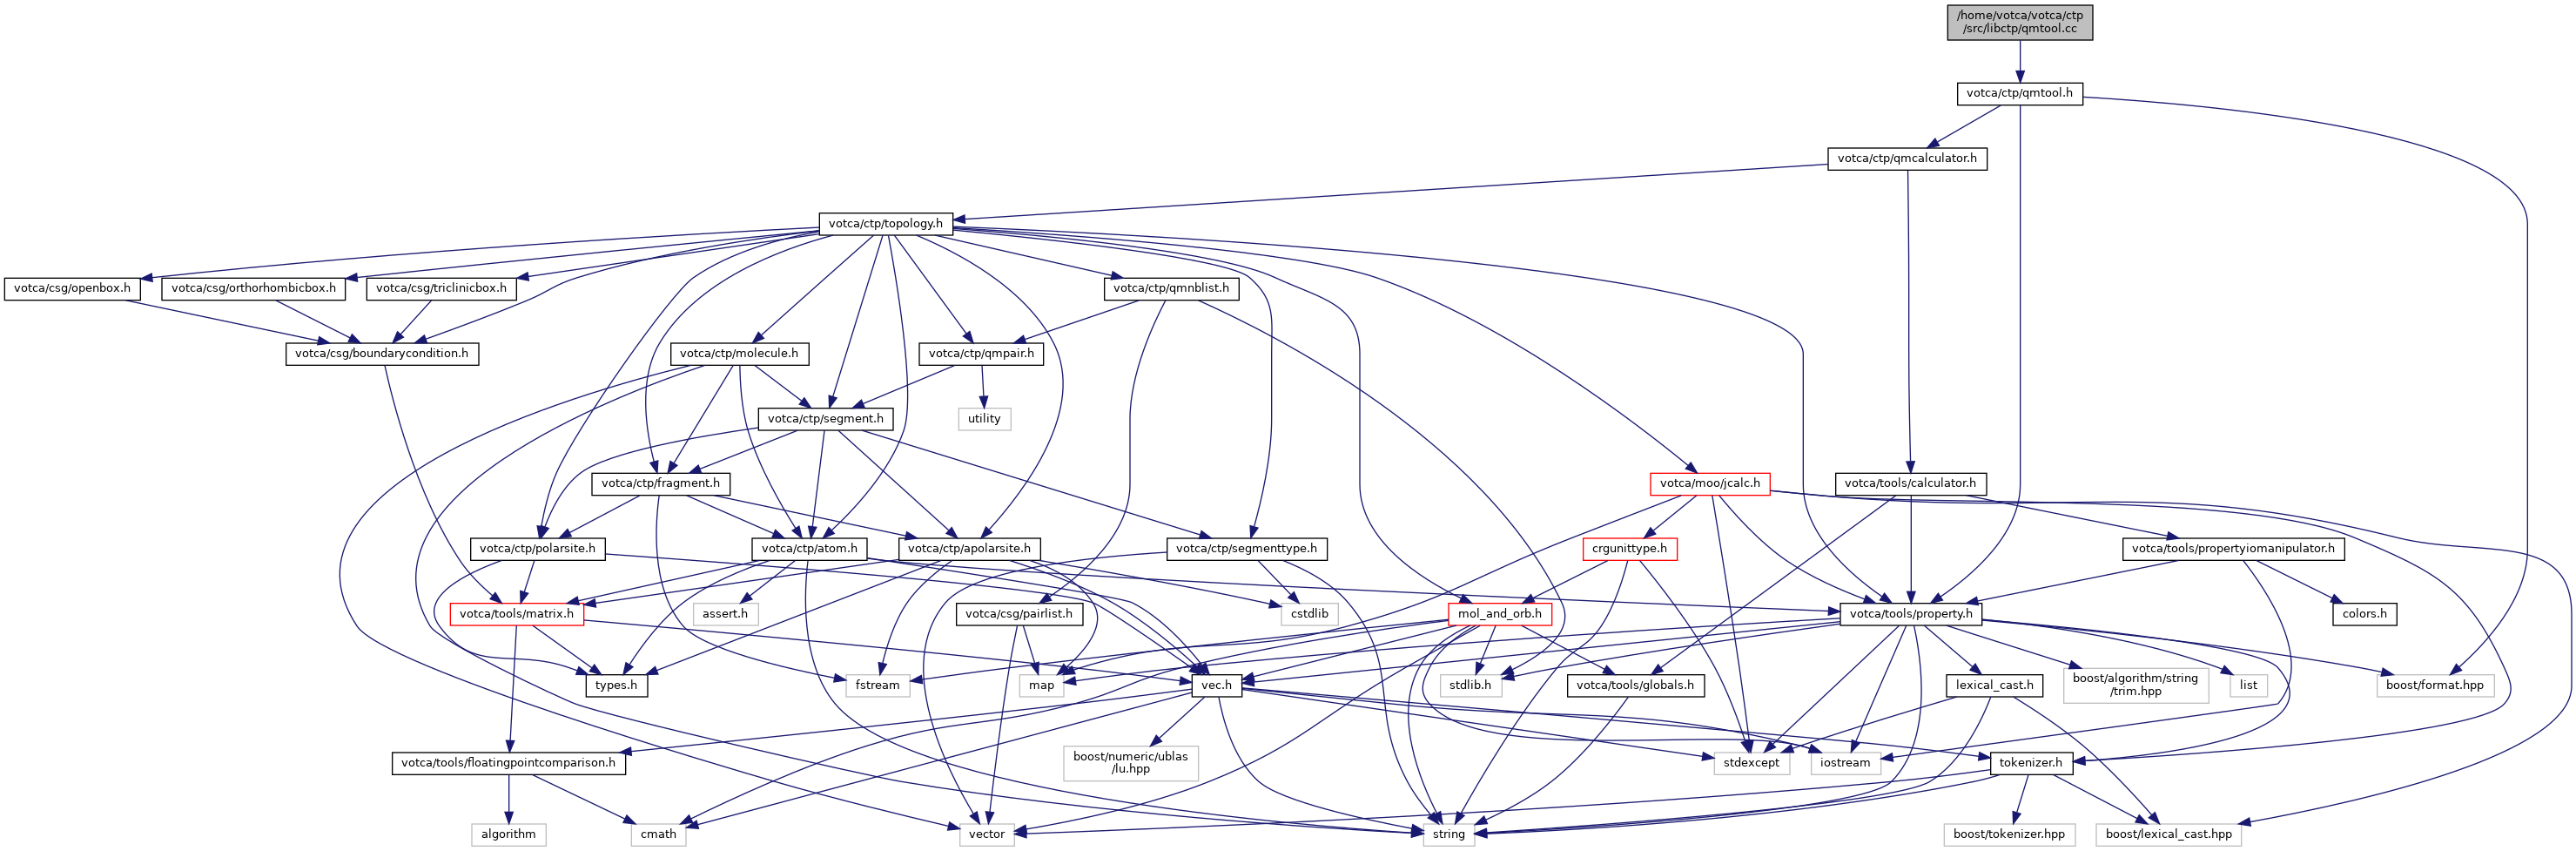 /home/votca/votca/ctp
/src/libctp/qmtool.cc
votca/ctp/qmtool.h
votca/ctp/qmcalculator.h
votca/ctp/topology.h
votca/csg/openbox.h
votca/csg/orthorhombicbox.h
votca/csg/triclinicbox.h
votca/ctp/qmnblist.h
votca/csg/boundarycondition.h
votca/ctp/molecule.h
votca/ctp/qmpair.h
votca/ctp/segment.h
utility
votca/ctp/fragment.h
votca/moo/jcalc.h
votca/tools/calculator.h
votca/ctp/polarsite.h
votca/ctp/atom.h
votca/ctp/apolarsite.h
votca/ctp/segmenttype.h
crgunittype.h
votca/tools/propertyiomanipulator.h
votca/tools/matrix.h
assert.h
votca/csg/pairlist.h
cstdlib
mol_and_orb.h
votca/tools/property.h
colors.h
types.h
fstream
map
vec.h
stdlib.h
votca/tools/globals.h
lexical_cast.h
boost/algorithm/string
/trim.hpp
list
boost/format.hpp
votca/tools/floatingpointcomparison.h
boost/numeric/ublas
/lu.hpp
stdexcept
iostream
tokenizer.h
algorithm
cmath
vector
string
boost/tokenizer.hpp
boost/lexical_cast.hpp